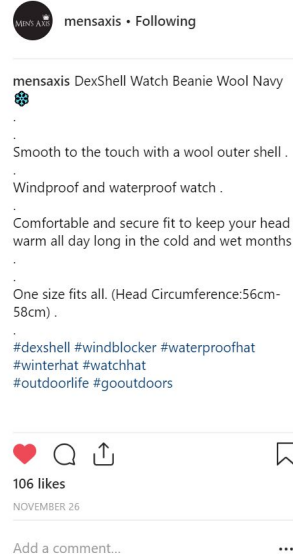 MEN'S AXIS
mensaxis • Following
mensaxis DexShell Watch Beanie Wool Navy
.
.
Smooth to the touch with a wool outer shell .
.
Windproof and waterproof watch .
.
Comfortable and secure fit to keep your head
warm all day long in the cold and wet months
.
.
One size fits all. (Head Circumference:56cm-
58cm) .
.
#dexshell #windblocker #waterproofhat
#winterhat #watchhat
#outdoorlife #gooutdoors
106 likes
NOVEMBER 26
Add a comment...